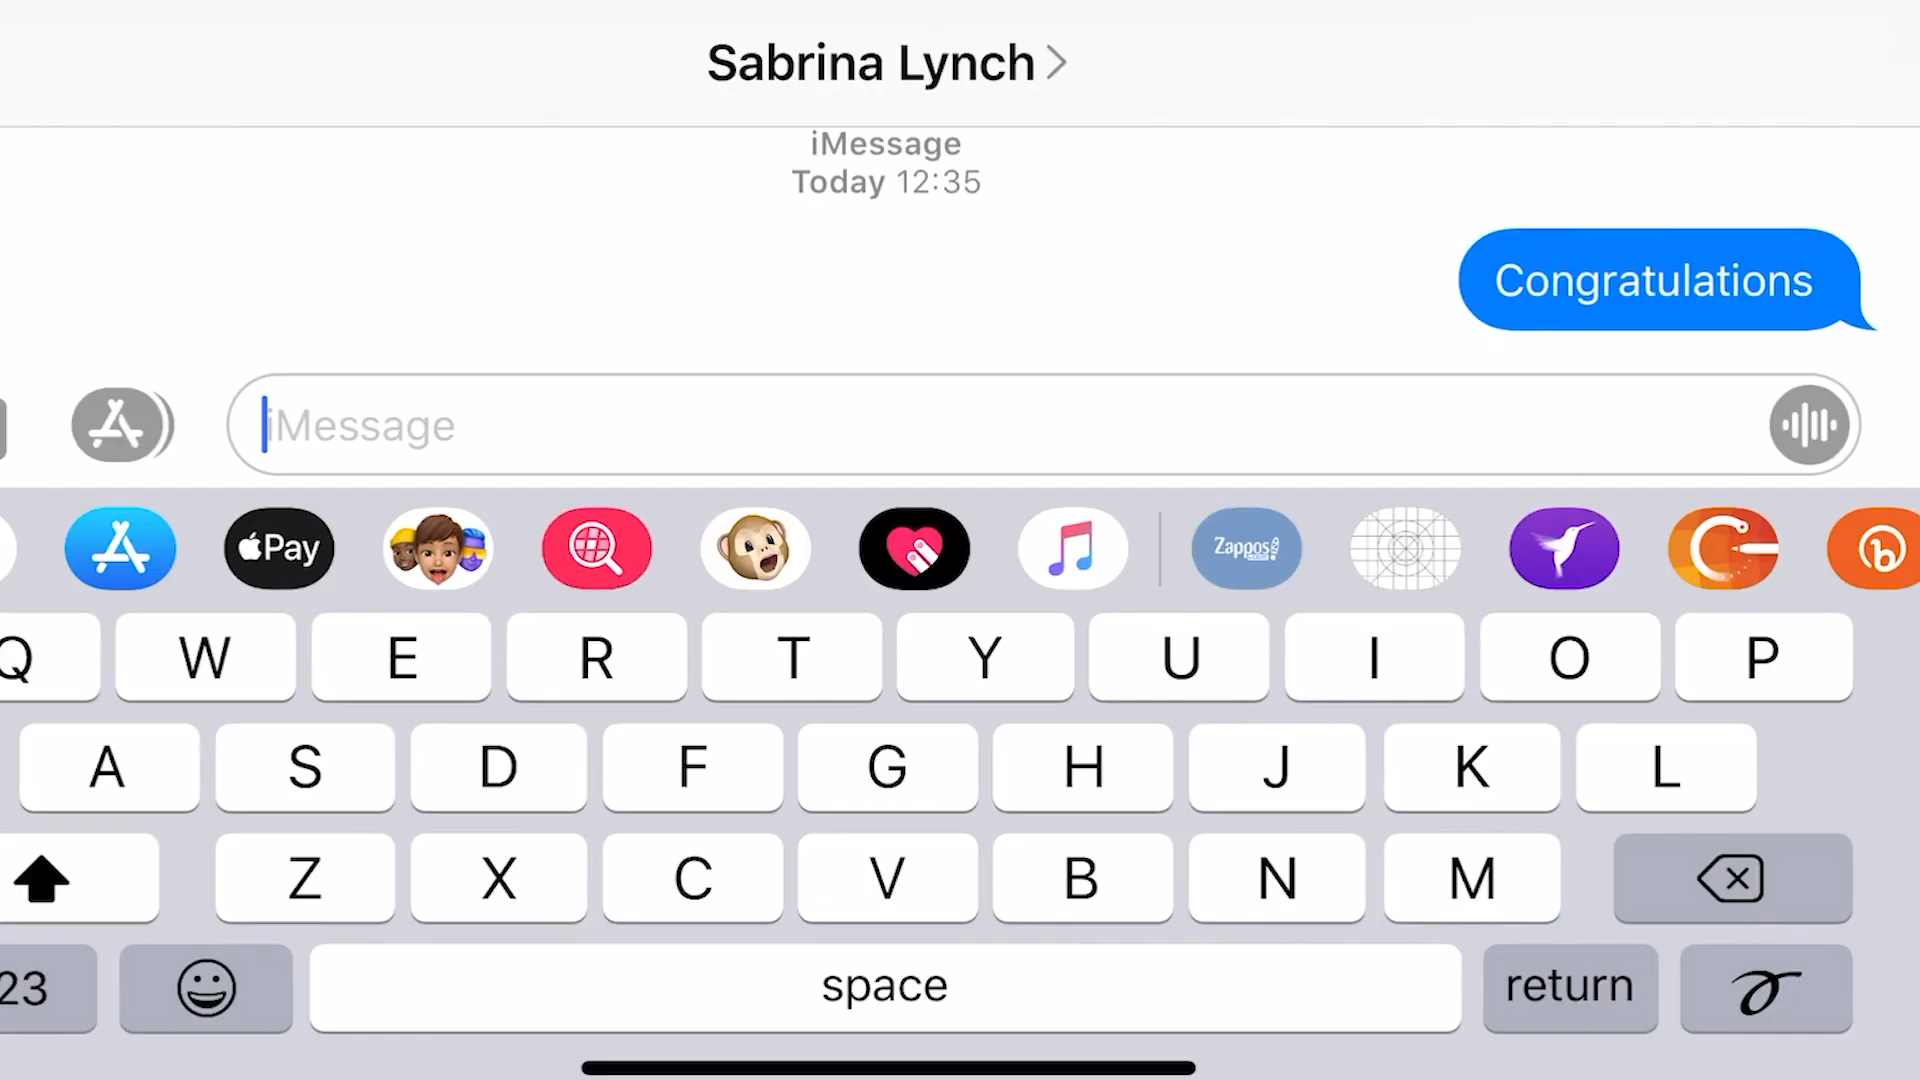 Sabrina Lynch
iMessage
Today 12:35
Congratulations
iMessage
Pay
Zappos
Q W E R T Y U I O P
A S D F G H J K L
Z X C V B N M
23
space
return